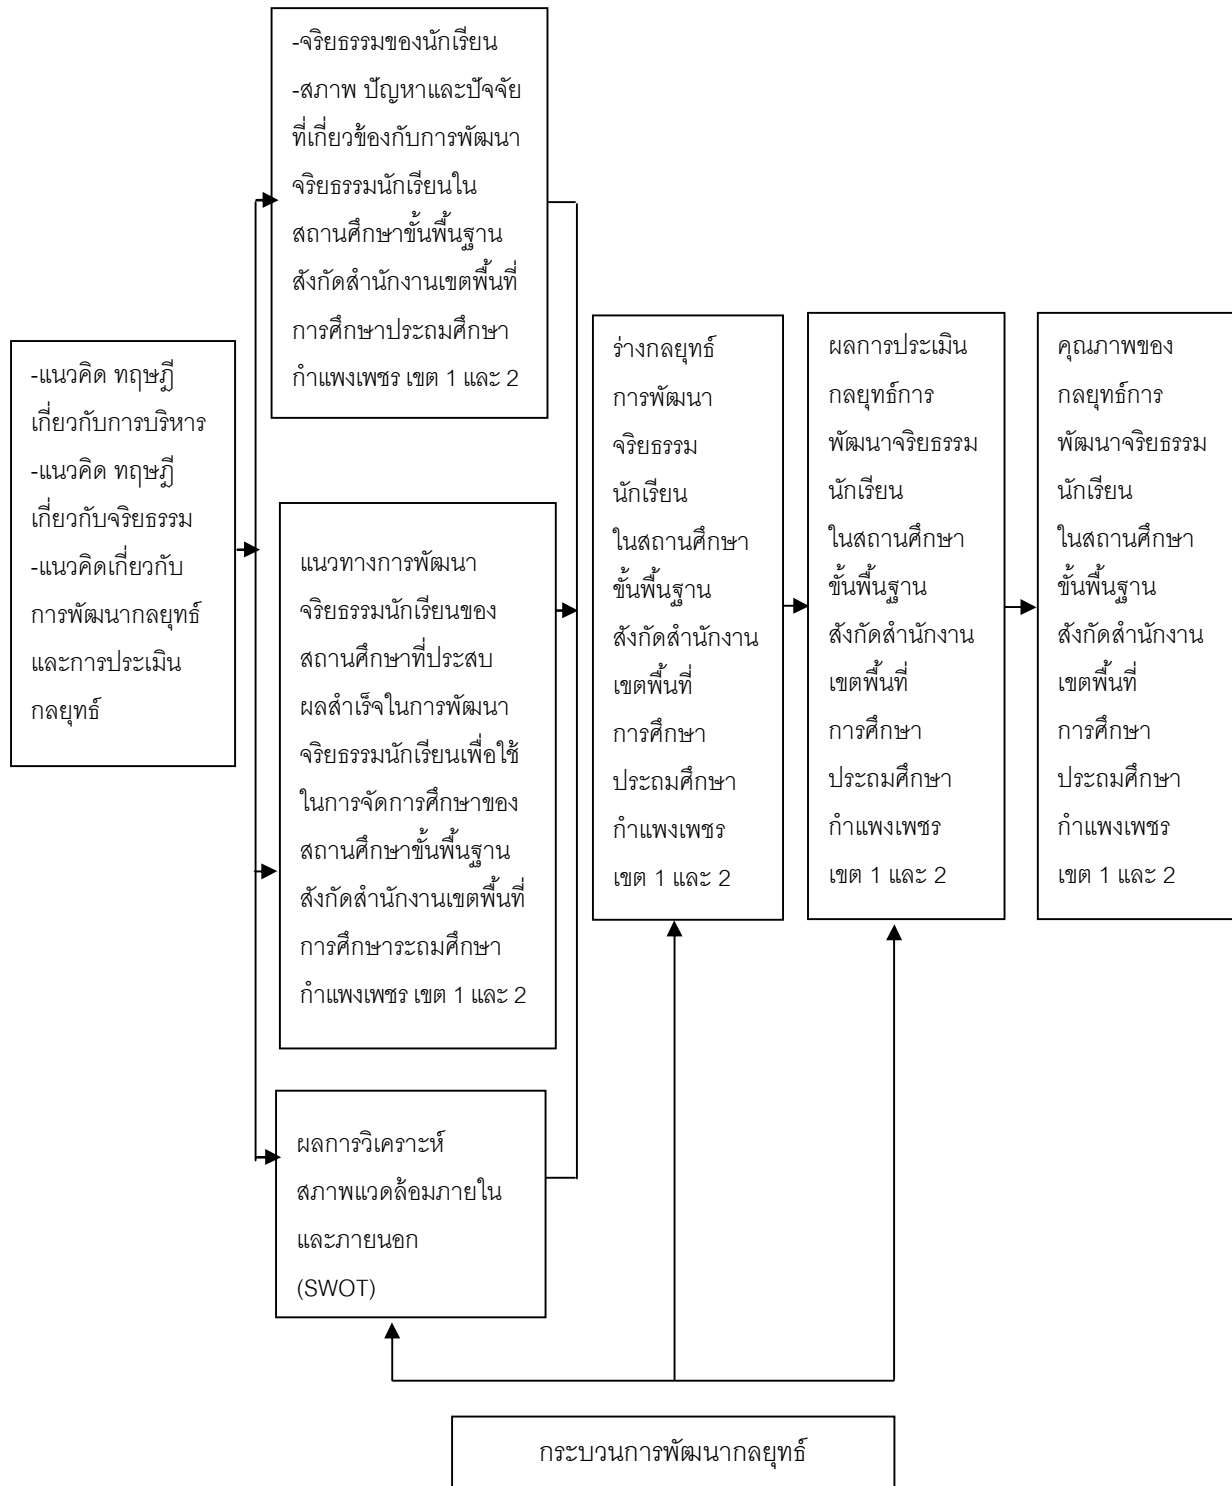 -แนวคิด ทฤษฎี
เกี่ยวกับการบริหาร
-แนวคิด ทฤษฎี
เกี่ยวกับจริยธรรม
-แนวคิดเกี่ยวกับ
การพัฒนากลยุทธ์
และการประเมิน
กลยุทธ์
-จริยธรรมของนักเรียน
-สภาพ ปัญหาและปัจจัย
ที่เกี่ยวข้องกับการพัฒนา
จริยธรรมนักเรียนใน
สถานศึกษาขั้นพื้นฐาน
สังกัดสำนักงานเขตพื้นที่
การศึกษาประถมศึกษา
กำแพงเพชร เขต 1 และ 2
แนวทางการพัฒนา
จริยธรรมนักเรียนของ
สถานศึกษาที่ประสบ
ผลสำเร็จในการพัฒนา
จริยธรรมนักเรียนเพื่อใช้
ในการจัดการศึกษาของ
สถานศึกษาขั้นพื้นฐาน
สังกัดสำนักงานเขตพื้นที่
การศึกษาระถมศึกษา
กำแพงเพชร เขต 1 และ 2
ผลการวิเคราะห์
สภาพแวดล้อมภายใน
และภายนอก
(SWOT)
ร่างกลยุทธ์
การพัฒนา
จริยธรรม
นักเรียน
ในสถานศึกษา
ขั้นพื้นฐาน
สังกัดสำนักงาน
เขตพื้นที่
การศึกษา
ประถมศึกษา
กำแพงเพชร
เขต 1 และ 2
ผลการประเมิน
กลยุทธ์การ
พัฒนาจริยธรรม
นักเรียน
ในสถานศึกษา
ขั้นพื้นฐาน
สังกัดสำนักงาน
เขตพื้นที่
การศึกษา
ประถมศึกษา
กำแพงเพชร
เขต 1 และ 2
คุณภาพของ
กลยุทธ์การ
พัฒนาจริยธรรม
นักเรียน
ในสถานศึกษา
ขั้นพื้นฐาน
สังกัดสำนักงาน
เขตพื้นที่
การศึกษา
ประถมศึกษา
กำแพงเพชร
เขต 1 และ 2
กระบวนการพัฒนากลยุทธ์